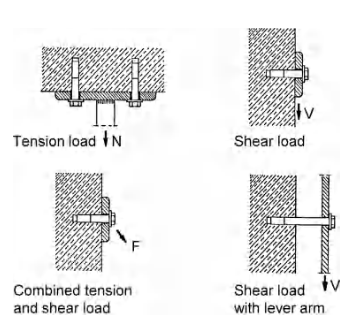 Tension load N
V
Shear load
F
Combined tension
and shear load
V
Shear load
with lever arm